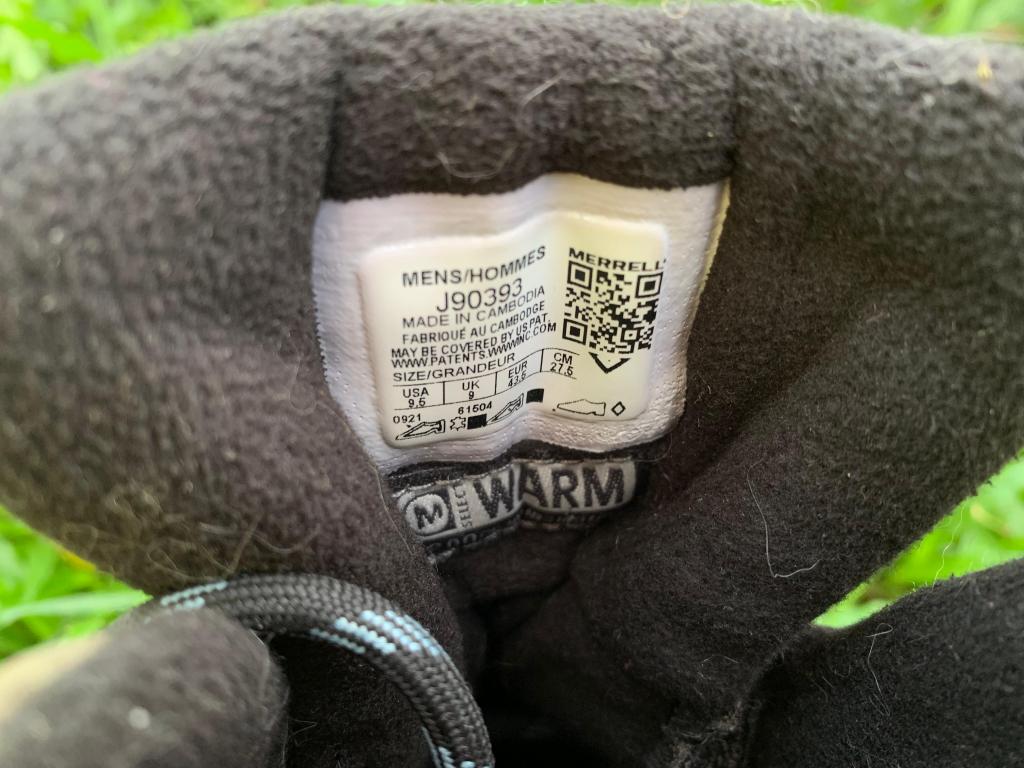 MENS/HOMMES
J90393
MADE IN CAMBODIA
FABRIQUÉ AU CAMBODGE
MAY BE COVERED BY US PAT.
WWW.PATENTS.WWWINC.COM
SIZE/GRANDEUR
USA UK EUR CM
9,5 9 43,5 27,5
0921 61504
MERRELL
M SELECT WARM